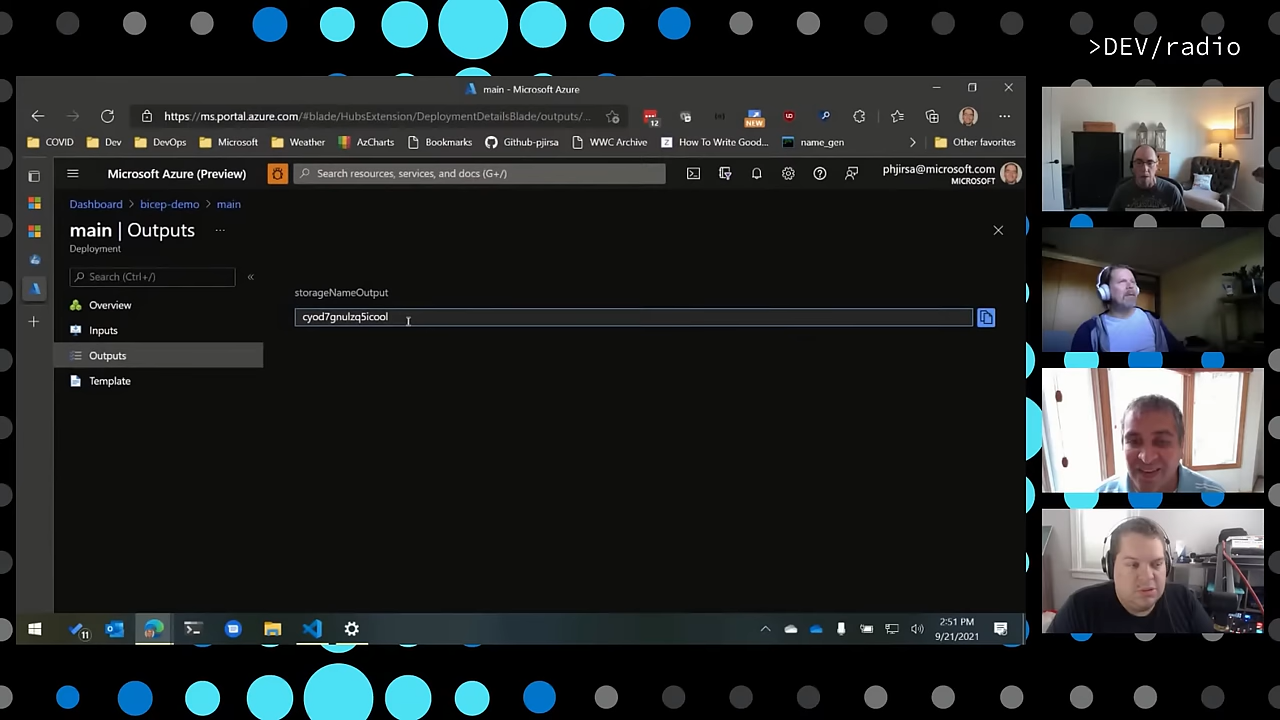 >DEV/radio
main - Microsoft Azure
https://ms.portal.azure.com/#blade/HubsExtension/DeploymentDetailsBlade/outputs/...
12
NEW
COVID
Dev
DevOps
Microsoft
Weather
AzCharts
Bookmarks
Github-pjirsa
WWC Archive
How To Write Good...
name_gen
Other favorites
Microsoft Azure (Preview)
Search resources, services, and docs (G+/)
phjirsa@microsoft.com
MICROSOFT
Dashboard > bicep-demo > main
main | Outputs ...
Deployment
Search (Ctrl+/)
«
Overview
Inputs
Outputs
Template
storageNameOutput
cyod7gnulzq5icool
11
2:51 PM
9/21/2021